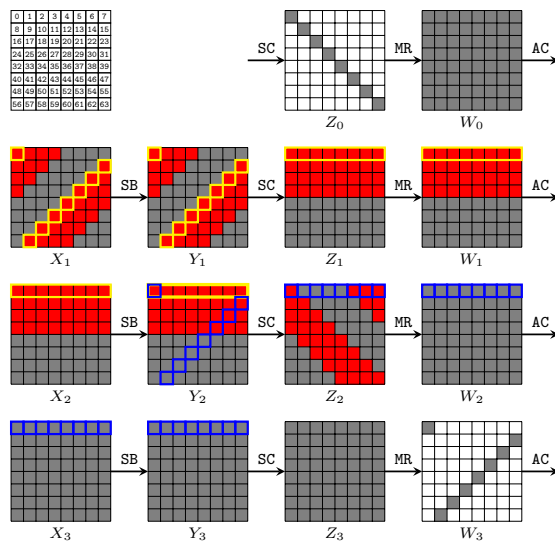 0 1 2 3 4 5 6 7
8 9 10 11 12 13 14 15
16 17 18 19 20 21 22 23
24 25 26 27 28 29 30 31
32 33 34 35 36 37 38 39
40 41 42 43 44 45 46 47
48 49 50 51 52 53 54 55
56 57 58 59 60 61 62 63
SC MR AC
Z₀ W₀
SB SC MR AC
X₁ Y₁ Z₁ W₁
SB SC MR AC
X₂ Y₂ Z₂ W₂
SB SC MR AC
X₃ Y₃ Z₃ W₃